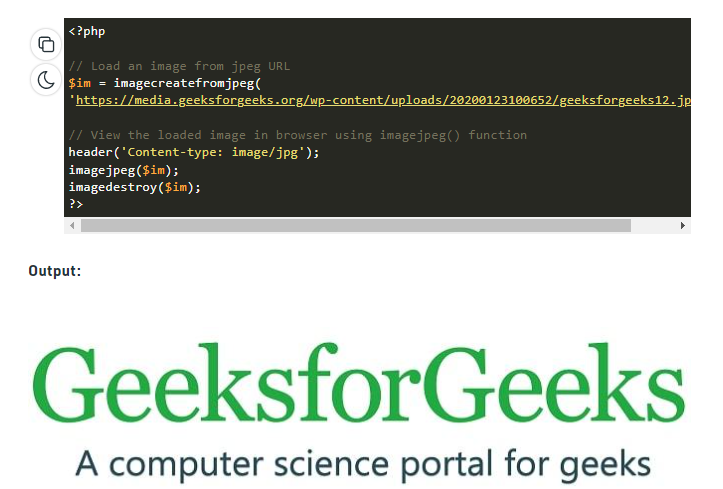 <?php
// Load an image from jpeg URL
$im = imagecreatefromjpeg(
'https://media.geeksforgeeks.org/wp-content/uploads/20200123100652/geeksforgeeks12.jp
// View the loaded image in browser using imagejpeg() function
header('Content-type: image/jpg');
imagejpeg($im);
imagedestroy($im);
?>
Output:
GeeksforGeeks
A computer science portal for geeks